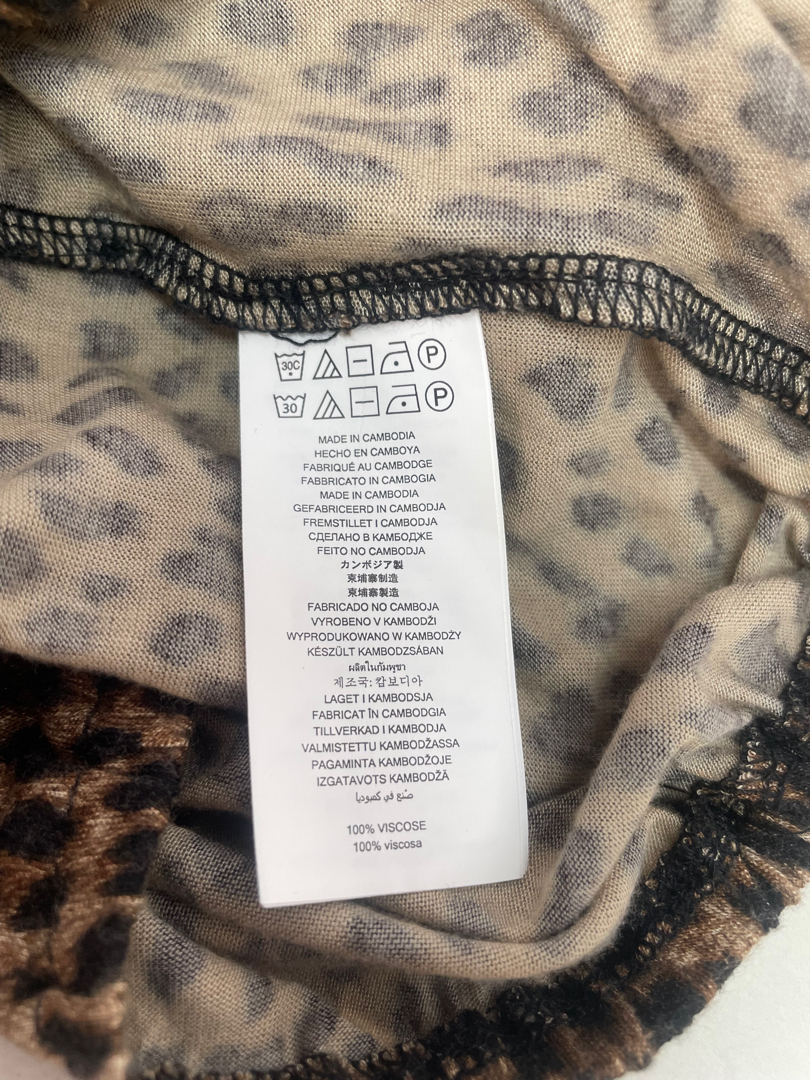 30C P
30 P
MADE IN CAMBODIA
HECHO EN CAMBOYA
FABRIQUÉ AU CAMBODGE
FABBRICATO IN CAMBOGIA
MADE IN CAMBODIA
GEFABRICEERD IN CAMBODJA
FREMSTILLET I CAMBODJA
СДЕЛАНО В КАМБОДЖЕ
FEITO NO CAMBODJA
カンボジア製
柬埔寨制造
柬埔寨製造
FABRICADO NO CAMBOJA
VYROBENO V KAMBODŽI
WYPRODUKOWANO W KAMBODŻY
KÉSZÜLT KAMBODZSÁBAN
ผลิตในกัมพูชา
제조국: 캄보디아
LAGET I KAMBODSJA
FABRICAT ÎN CAMBODGIA
TILLVERKAD I KAMBODJA
VALMISTETTU KAMBODŽASSA
PAGAMINTA KAMBODŽOJE
IZGATAVOTS KAMBODŽĀ
صنع في كمبوديا
100% VISCOSE
100% viscosa